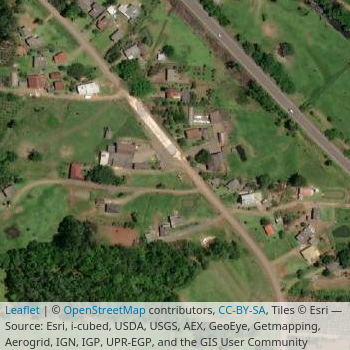 Leaflet | © OpenStreetMap contributors, CC-BY-SA, Tiles © Esri —
Source: Esri, i-cubed, USDA, USGS, AEX, GeoEye, Getmapping,
Aerogrid, IGN, IGP, UPR-EGP, and the GIS User Community